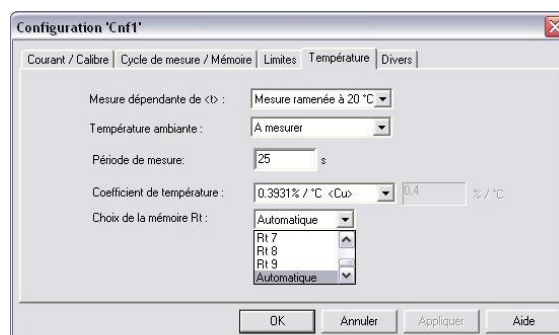 Configuration 'Cnf1'
Courant / Calibre Cycle de mesure / Mémoire Limites Température Divers
Mesure dépendante de <t> : Mesure ramenée à 20 °C
Température ambiante : A mesurer
Période de mesure: 25 s
Coefficient de température : 0.3931% / °C <Cu> 0,4 % / °C
Choix de la mémoire Rt : Automatique
Rt 7
Rt 8
Rt 9
Automatique
OK Annuler Appliquer Aide